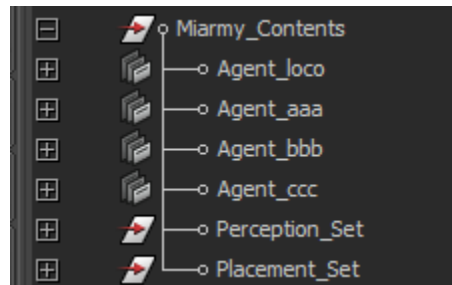 Miarmy_Contents
Agent_loco
Agent_aaa
Agent_bbb
Agent_ccc
Perception_Set
Placement_Set